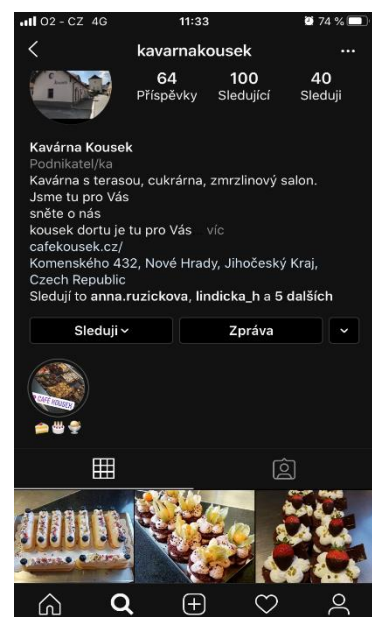 O2 - CZ 4G 11:33 74 %
kavarnakousek
64 100 40
Příspěvky Sledující Sleduji
Kavárna Kousek
Podnikatel/ka
Kavárna s terasou, cukrárna, zmrzlinový salon.
Jsme tu pro Vás
sněte o nás
kousek dortu je tu pro Vás... víc
cafekousek.cz/
Komenského 432, Nové Hrady, Jihočeský Kraj,
Czech Republic
Sledují to anna.ruzickova, lindicka_h a 5 dalších
Sleduji Zpráva
CAFÉ KOUSEK